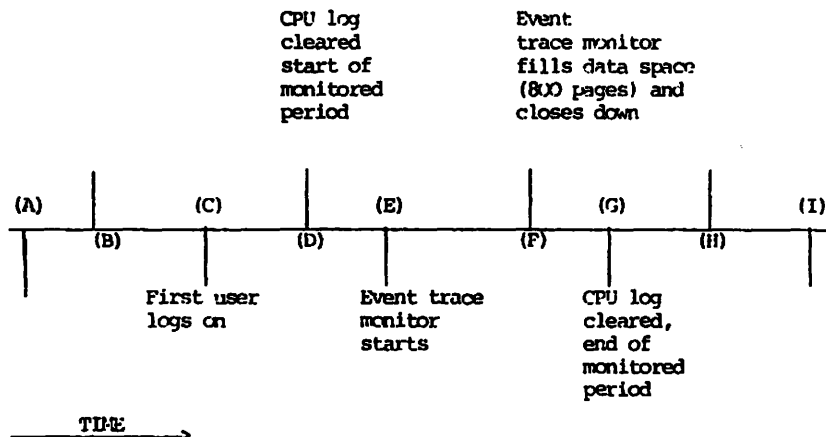 CPU log
cleared
start of
monitored
period
Event
trace monitor
fills data space
(800 pages) and
closes down
(A) (C) (E) (G) (I)
(B) (D) (F) (H)
First user
logs on
Event trace
monitor
starts
CPU log
cleared,
end of
monitored
period
TIME